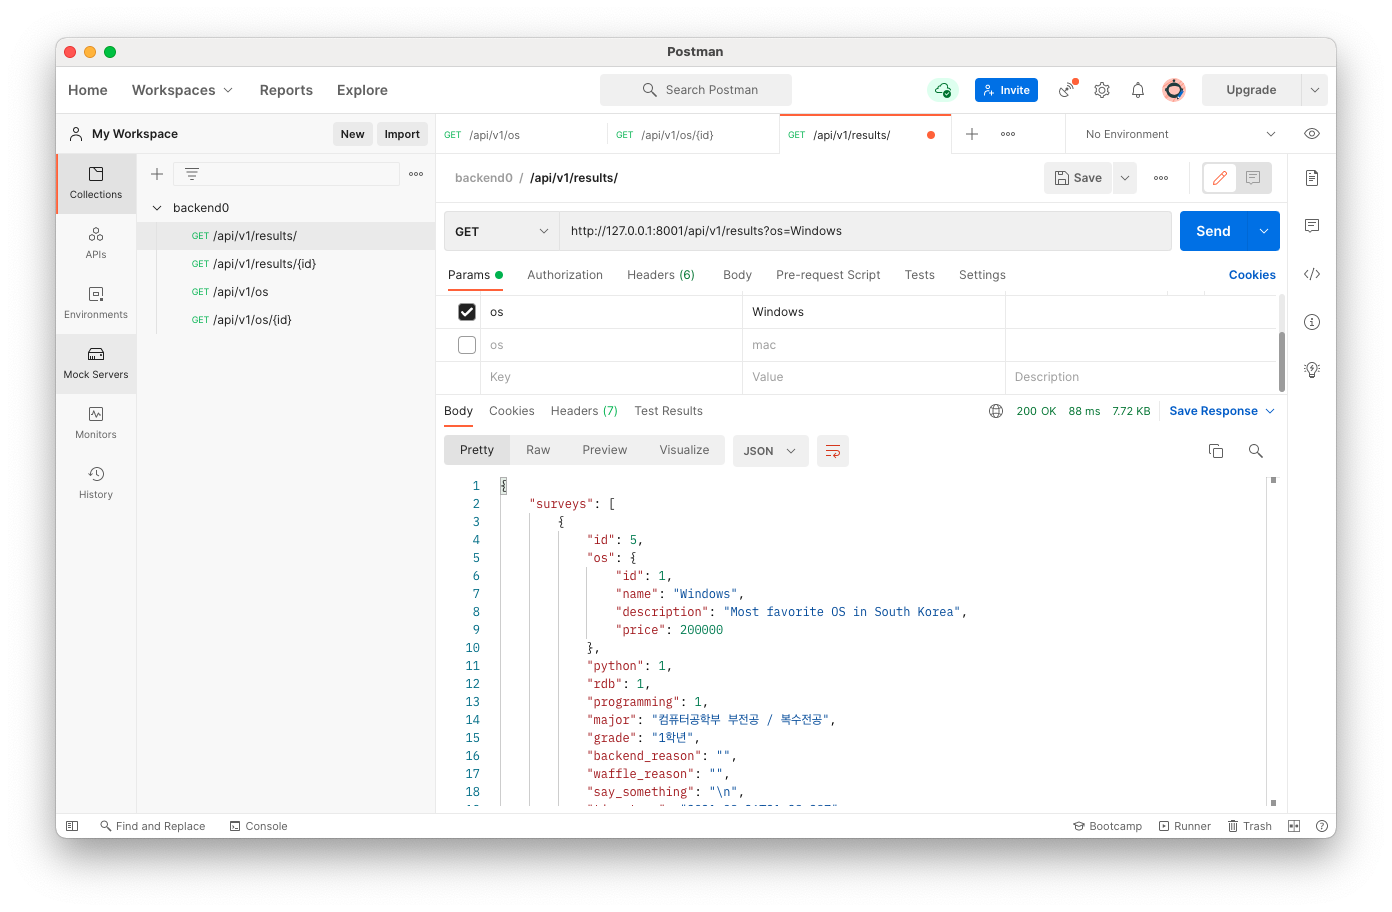 Postman
Home Workspaces Reports Explore Search Postman Invite Upgrade
My Workspace New Import
GET /api/v1/os GET /api/v1/os/{id} GET /api/v1/results/ No Environment
Collections
APIs
Environments
Mock Servers
Monitors
History
backend0
GET /api/v1/results/
GET /api/v1/results/{id}
GET /api/v1/os
GET /api/v1/os/{id}
backend0 / /api/v1/results/ Save
GET http://127.0.0.1:8001/api/v1/results?os=Windows Send
Params Authorization Headers (6) Body Pre-request Script Tests Settings Cookies
os Windows
os mac
Key Value Description
Body Cookies Headers (7) Test Results 200 OK 88 ms 7.72 KB Save Response
Pretty Raw Preview Visualize JSON
1 {
2 "surveys": [
3 {
4 "id": 5,
5 "os": {
6 "id": 1,
7 "name": "Windows",
8 "description": "Most favorite OS in South Korea",
9 "price": 200000
10 },
11 "python": 1,
12 "rdb": 1,
13 "programming": 1,
14 "major": "컴퓨터공학부 부전공 / 복수전공",
15 "grade": "1학년",
16 "backend_reason": "",
17 "waffle_reason": "",
18 "say_something": "\n",
Find and Replace Console Bootcamp Runner Trash